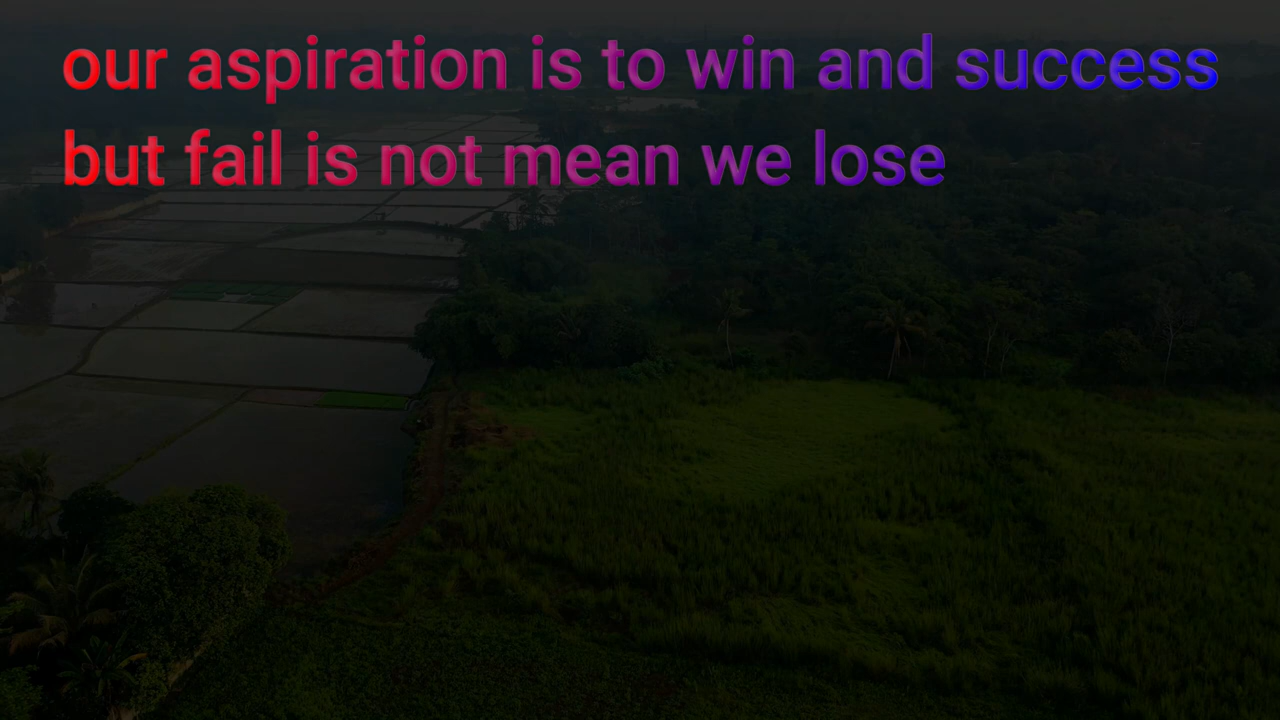 our aspiration is to win and success
but fail is not mean we lose